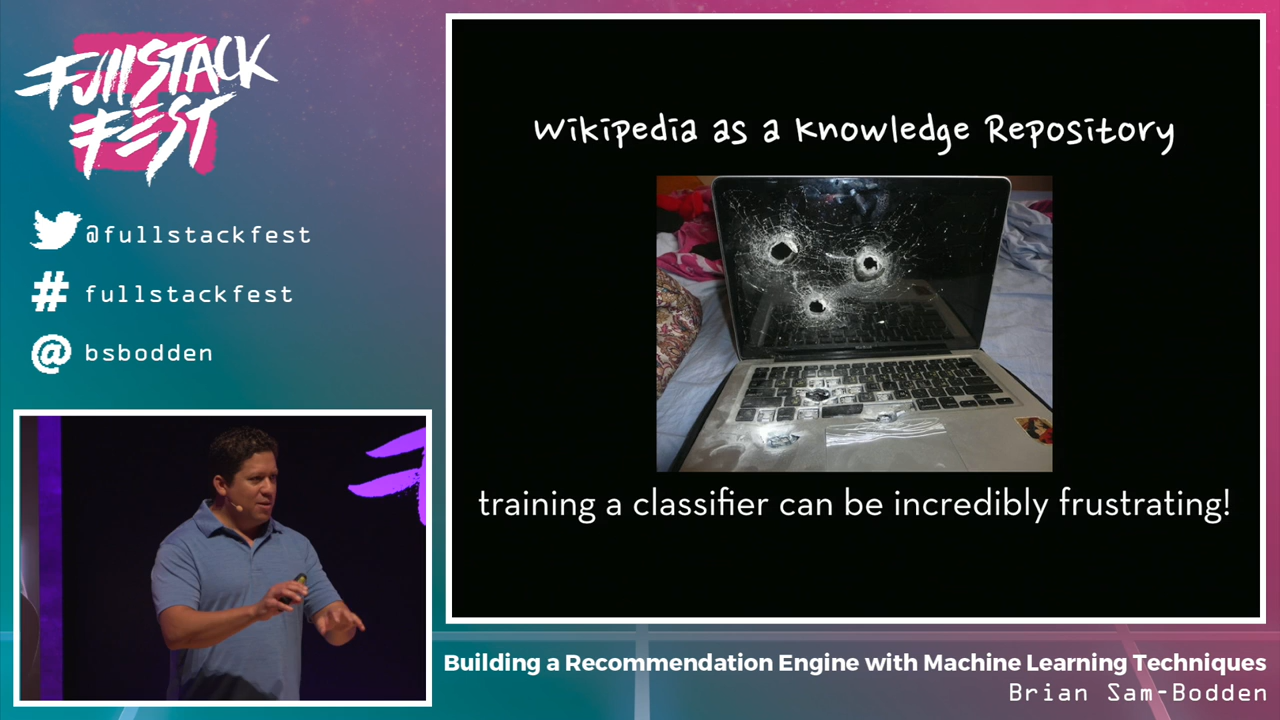 FullSTACK
FEST
@fullstackfest
# fullstackfest
@ bsbodden
Wikipedia as a Knowledge Repository
training a classifier can be incredibly frustrating!
Building a Recommendation Engine with Machine Learning Techniques
Brian Sam-Bodden